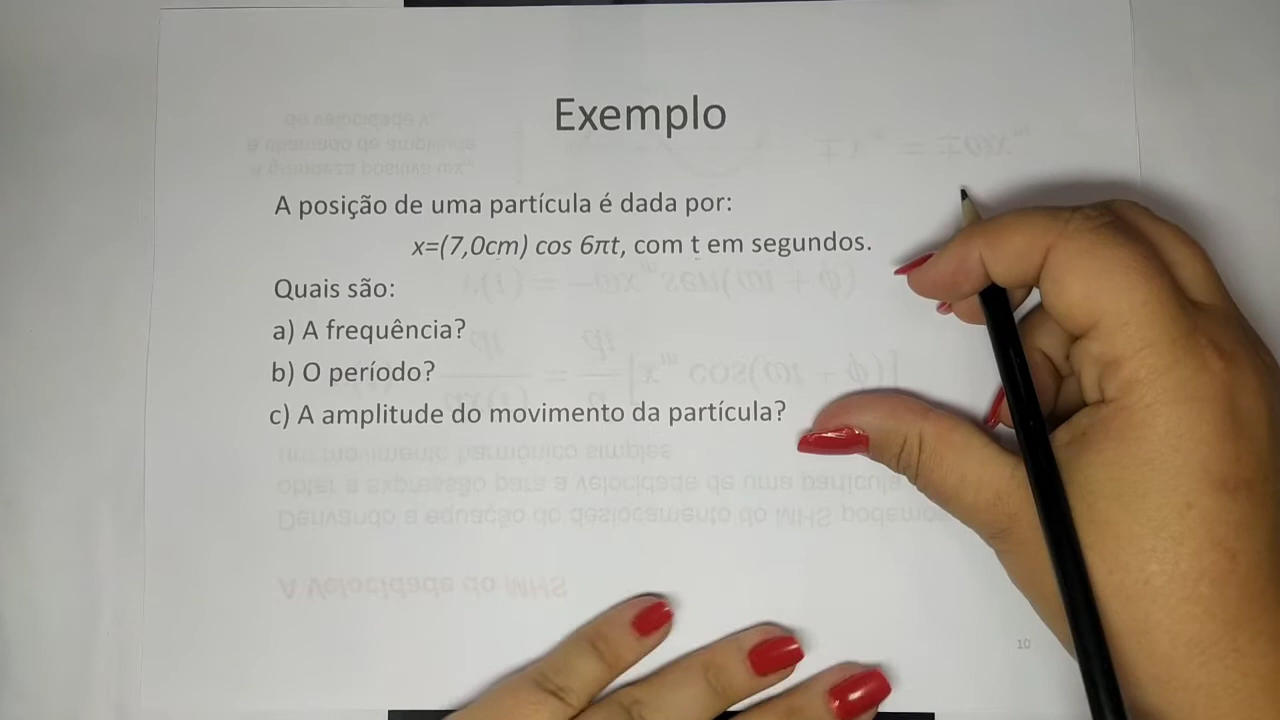 Exemplo
A posição de uma partícula é dada por:
x=(7,0cm) cos 6πt, com t em segundos.
Quais são:
a) A frequência?
b) O período?
c) A amplitude do movimento da partícula?
10